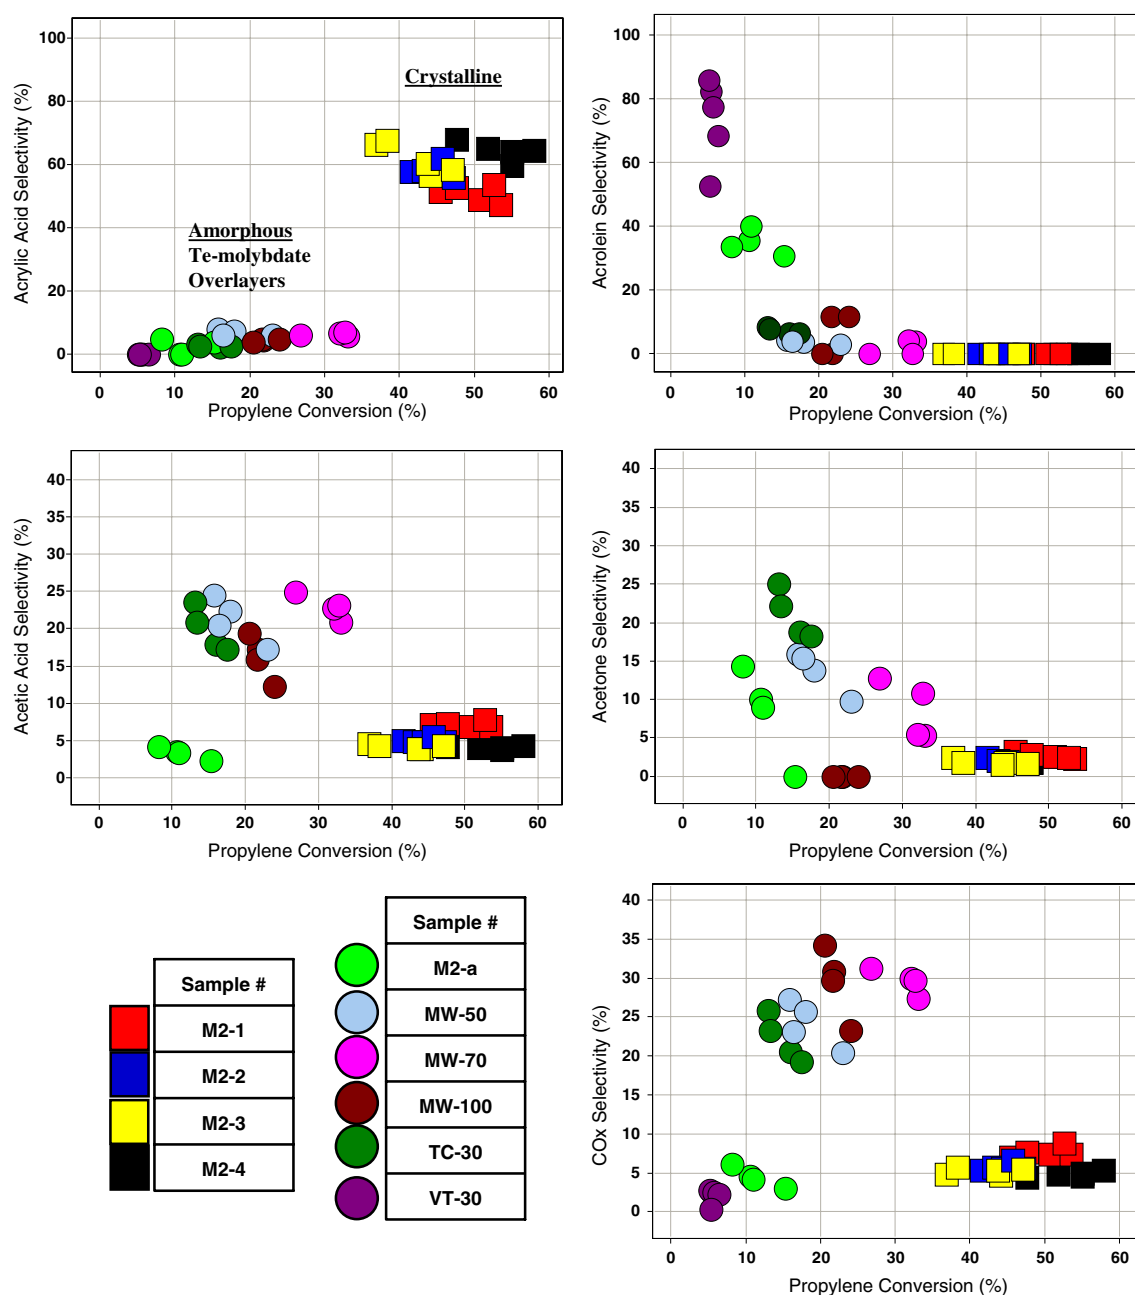 100
80
60
40
20
0
0
10
20
30
40
50
60
Acrylic Acid Selectivity (%)
Propylene Conversion (%)
Crystalline
Amorphous
Te-molybdate
Overlayers
100
80
60
40
20
0
0
10
20
30
40
50
60
Acrolein Selectivity (%)
Propylene Conversion (%)
40
35
30
25
20
15
10
5
0
0
10
20
30
40
50
60
Acetic Acid Selectivity (%)
Propylene Conversion (%)
40
35
30
25
20
15
10
5
0
0
10
20
30
40
50
60
Acetone Selectivity (%)
Propylene Conversion (%)
Sample #
M2-1
M2-2
M2-3
M2-4
Sample #
M2-a
MW-50
MW-70
MW-100
TC-30
VT-30
40
35
30
25
20
15
10
5
0
0
10
20
30
40
50
60
COx Selectivity (%)
Propylene Conversion (%)